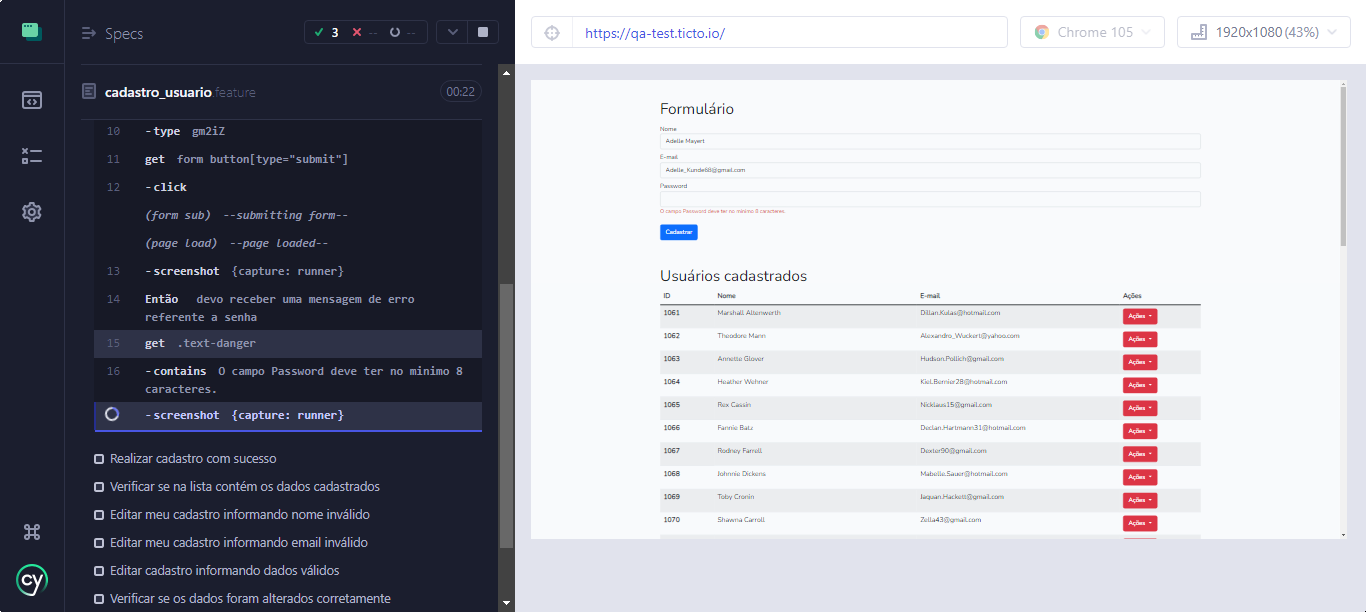 Specs
3 -- --
cadastro_usuario.feature
00:22
10 -type gm2iZ
11 get form button[type="submit"]
12 -click
(form sub) --submitting form--
(page load) --page loaded--
13 -screenshot {capture: runner}
14 Então devo receber uma mensagem de erro
referente a senha
15 get .text-danger
16 -contains O campo Password deve ter no minimo 8
caracteres.
-screenshot {capture: runner}
Realizar cadastro com sucesso
Verificar se na lista contém os dados cadastrados
Editar meu cadastro informando nome inválido
Editar meu cadastro informando email inválido
Editar cadastro informando dados válidos
Verificar se os dados foram alterados corretamente
cy
https://qa-test.ticto.io/
Chrome 105
1920x1080 (43%)
Formulário
Nome
Adelle Mayert
E-mail
Adelle_Kunde68@gmail.com
Password
O campo Password deve ter no minimo 8 caracteres.
Cadastrar
Usuários cadastrados
ID Nome E-mail Ações
1061 Marshall Altenwerth Dillan.Kulas@hotmail.com Ações
1062 Theodore Mann Alexandro_Wuckert@yahoo.com Ações
1063 Annette Glover Hudson.Pollich@gmail.com Ações
1064 Heather Wehner Kiel.Bernier28@hotmail.com Ações
1065 Rex Cassin Nicklaus15@gmail.com Ações
1066 Fannie Batz Declan.Hartmann31@hotmail.com Ações
1067 Rodney Farrell Dexter90@gmail.com Ações
1068 Johnnie Dickens Mabelle.Sauer@hotmail.com Ações
1069 Toby Cronin Jaquan.Hackett@gmail.com Ações
1070 Shawna Carroll Zella43@gmail.com Ações